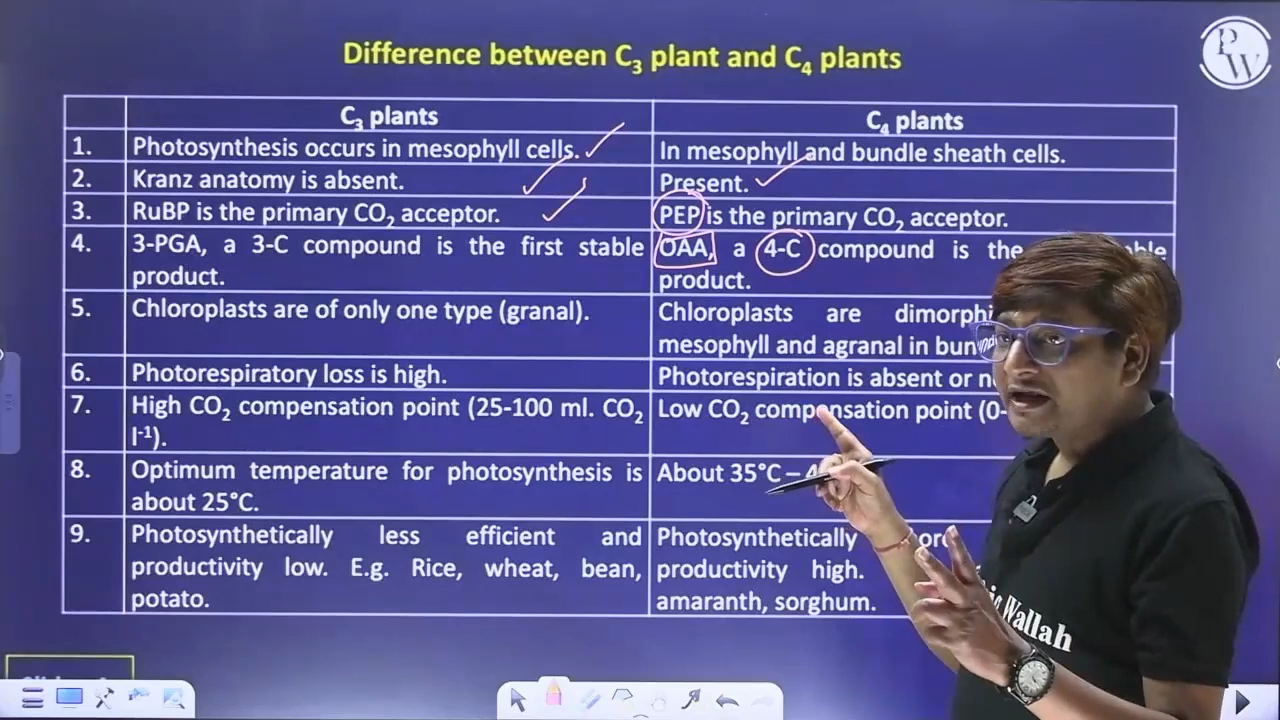 Difference between C₃ plant and C₄ plants
PW
C₃ plants
C₄ plants
1.
Photosynthesis occurs in mesophyll cells.
In mesophyll and bundle sheath cells.
2.
Kranz anatomy is absent.
Present.
3.
RuBP is the primary CO₂ acceptor.
PEP is the primary CO₂ acceptor.
4.
3-PGA, a 3-C compound is the first stable
product.
OAA, a 4-C compound is the
product.
5.
Chloroplasts are of only one type (granal).
Chloroplasts are dimorphi
mesophyll and agranal in bun
6.
Photorespiratory loss is high.
Photorespiration is absent or
7.
High CO₂ compensation point (25-100 ml. CO₂
l⁻¹).
Low CO₂ compensation point (0-
8.
Optimum temperature for photosynthesis is
about 25°C.
About 35°C – 4
9.
Photosynthetically less efficient and
productivity low. E.g. Rice, wheat, bean,
potato.
Photosynthetically
productivity high.
amaranth, sorghum.
Wallah